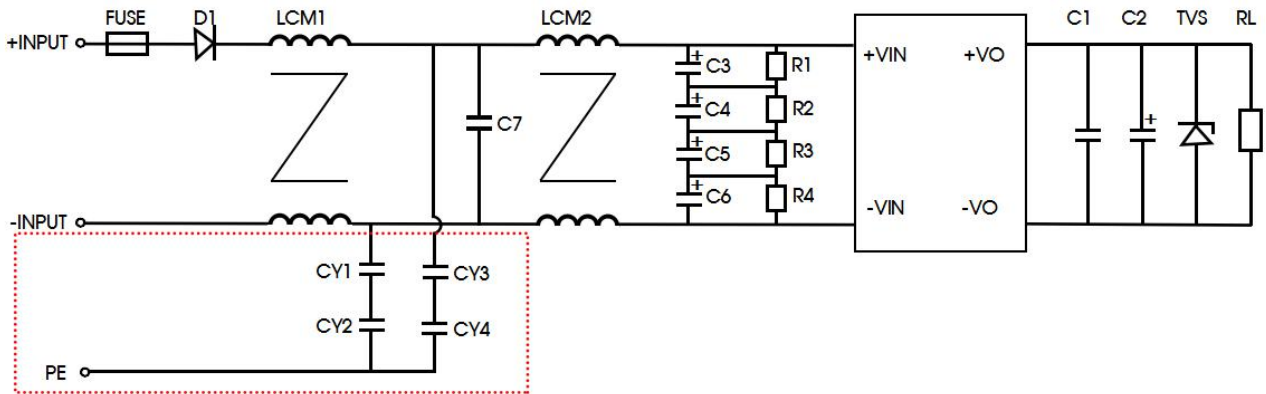 FUSE D1 LCM1 LCM2 C1 C2 TVS RL
+INPUT
+VIN +VO
C3 R1
C4 R2
C7
C5 R3
C6 R4
-VIN -VO
-INPUT
CY1 CY3
CY2 CY4
PE